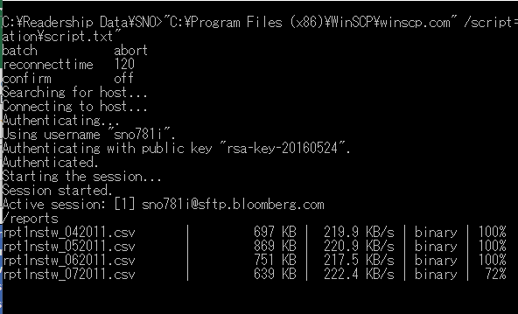 C:¥Readership Data¥SNO>"C:¥Program Files (x86)¥WinSCP¥winscp.com" /script=
ation¥script.txt"
batch           abort
reconnecttime   120
confirm         off
Searching for host...
Connecting to host...
Authenticating...
Using username "sno781i".
Authenticating with public key "rsa-key-20160524".
Authenticated.
Starting the session...
Session started.
Active session: [1] sno781i@sftp.bloomberg.com
/reports
rpt1nstw_042011.csv       |       697 KB |  219.9 KB/s | binary | 100%
rpt1nstw_052011.csv       |       869 KB |  220.9 KB/s | binary | 100%
rpt1nstw_062011.csv       |       751 KB |  217.5 KB/s | binary | 100%
rpt1nstw_072011.csv       |       639 KB |  222.4 KB/s | binary |  72%